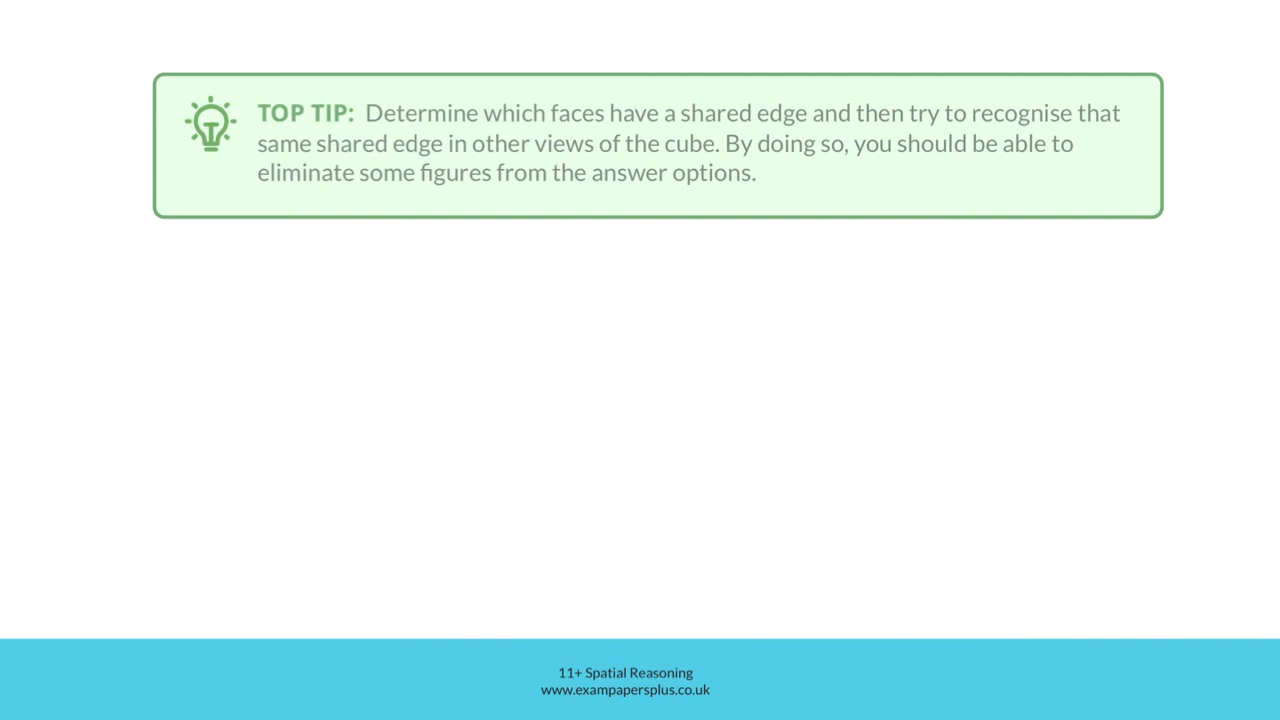 TOP TIP: Determine which faces have a shared edge and then try to recognise that
same shared edge in other views of the cube. By doing so, you should be able to
eliminate some figures from the answer options.
11+ Spatial Reasoning
www.exampapersplus.co.uk